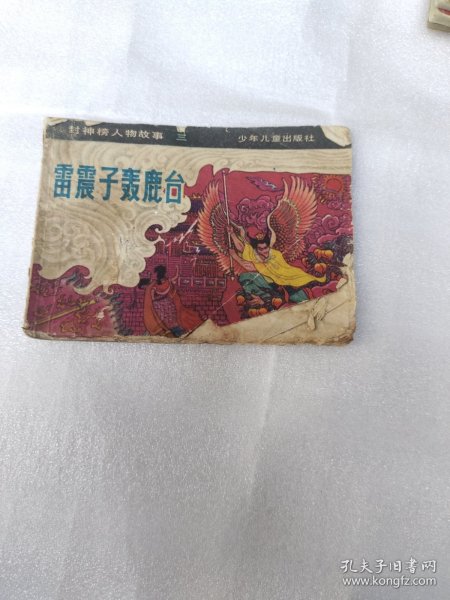 封神榜人物故事 三 少年儿童出版社
雷震子轰鹿台
孔夫子旧书网
www.kongfz.com